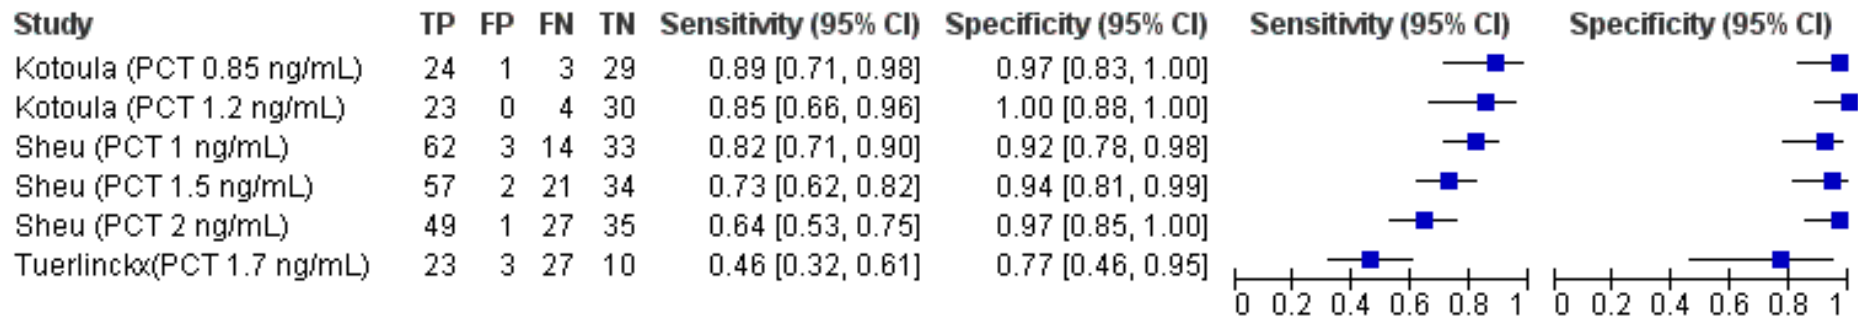 Study TP FP FN TN Sensitivity (95% CI) Specificity (95% CI) Sensitivity (95% CI) Specificity (95% CI)
Kotoula (PCT 0.85 ng/mL) 24 1 3 29 0.89 [0.71, 0.98] 0.97 [0.83, 1.00]
Kotoula (PCT 1.2 ng/mL) 23 0 4 30 0.85 [0.66, 0.96] 1.00 [0.88, 1.00]
Sheu (PCT 1 ng/mL) 62 3 14 33 0.82 [0.71, 0.90] 0.92 [0.78, 0.98]
Sheu (PCT 1.5 ng/mL) 57 2 21 34 0.73 [0.62, 0.82] 0.94 [0.81, 0.99]
Sheu (PCT 2 ng/mL) 49 1 27 35 0.64 [0.53, 0.75] 0.97 [0.85, 1.00]
Tuerlinckx(PCT 1.7 ng/mL) 23 3 27 10 0.46 [0.32, 0.61] 0.77 [0.46, 0.95]
0 0.2 0.4 0.6 0.8 1 0 0.2 0.4 0.6 0.8 1